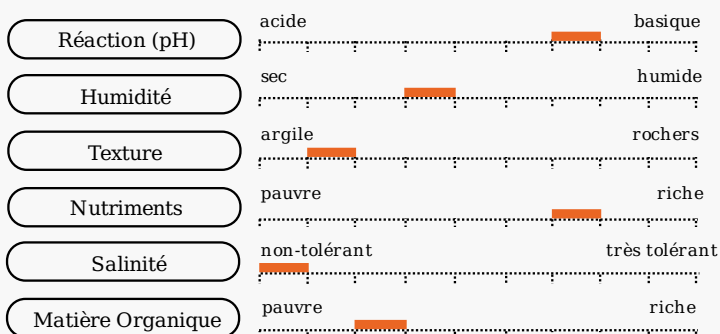 acide basique
Réaction (pH)
sec humide
Humidité
argile rochers
Texture
pauvre riche
Nutriments
non-tolérant très tolérant
Salinité
pauvre riche
Matière Organique